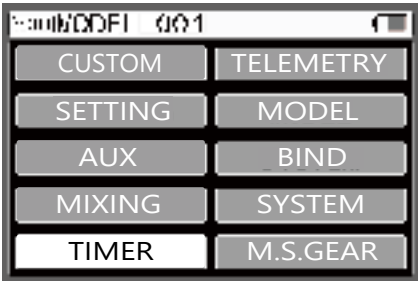 MODEL 001
CUSTOM TELEMETRY
SETTING MODEL
AUX BIND
MIXING SYSTEM
TIMER M.S.GEAR